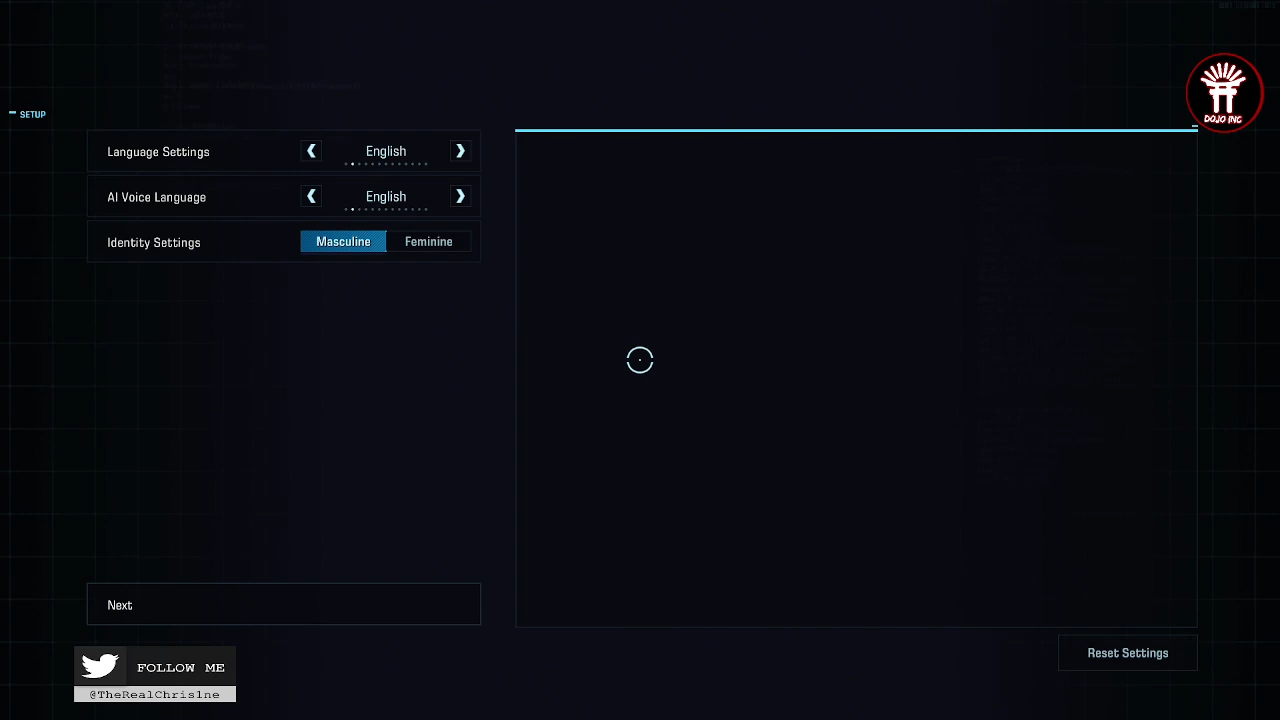 SETUP
Language Settings
English
AI Voice Language
English
Identity Settings
Masculine
Feminine
Next
Reset Settings
DOJO INC
FOLLOW ME
@TheRealChris1ne